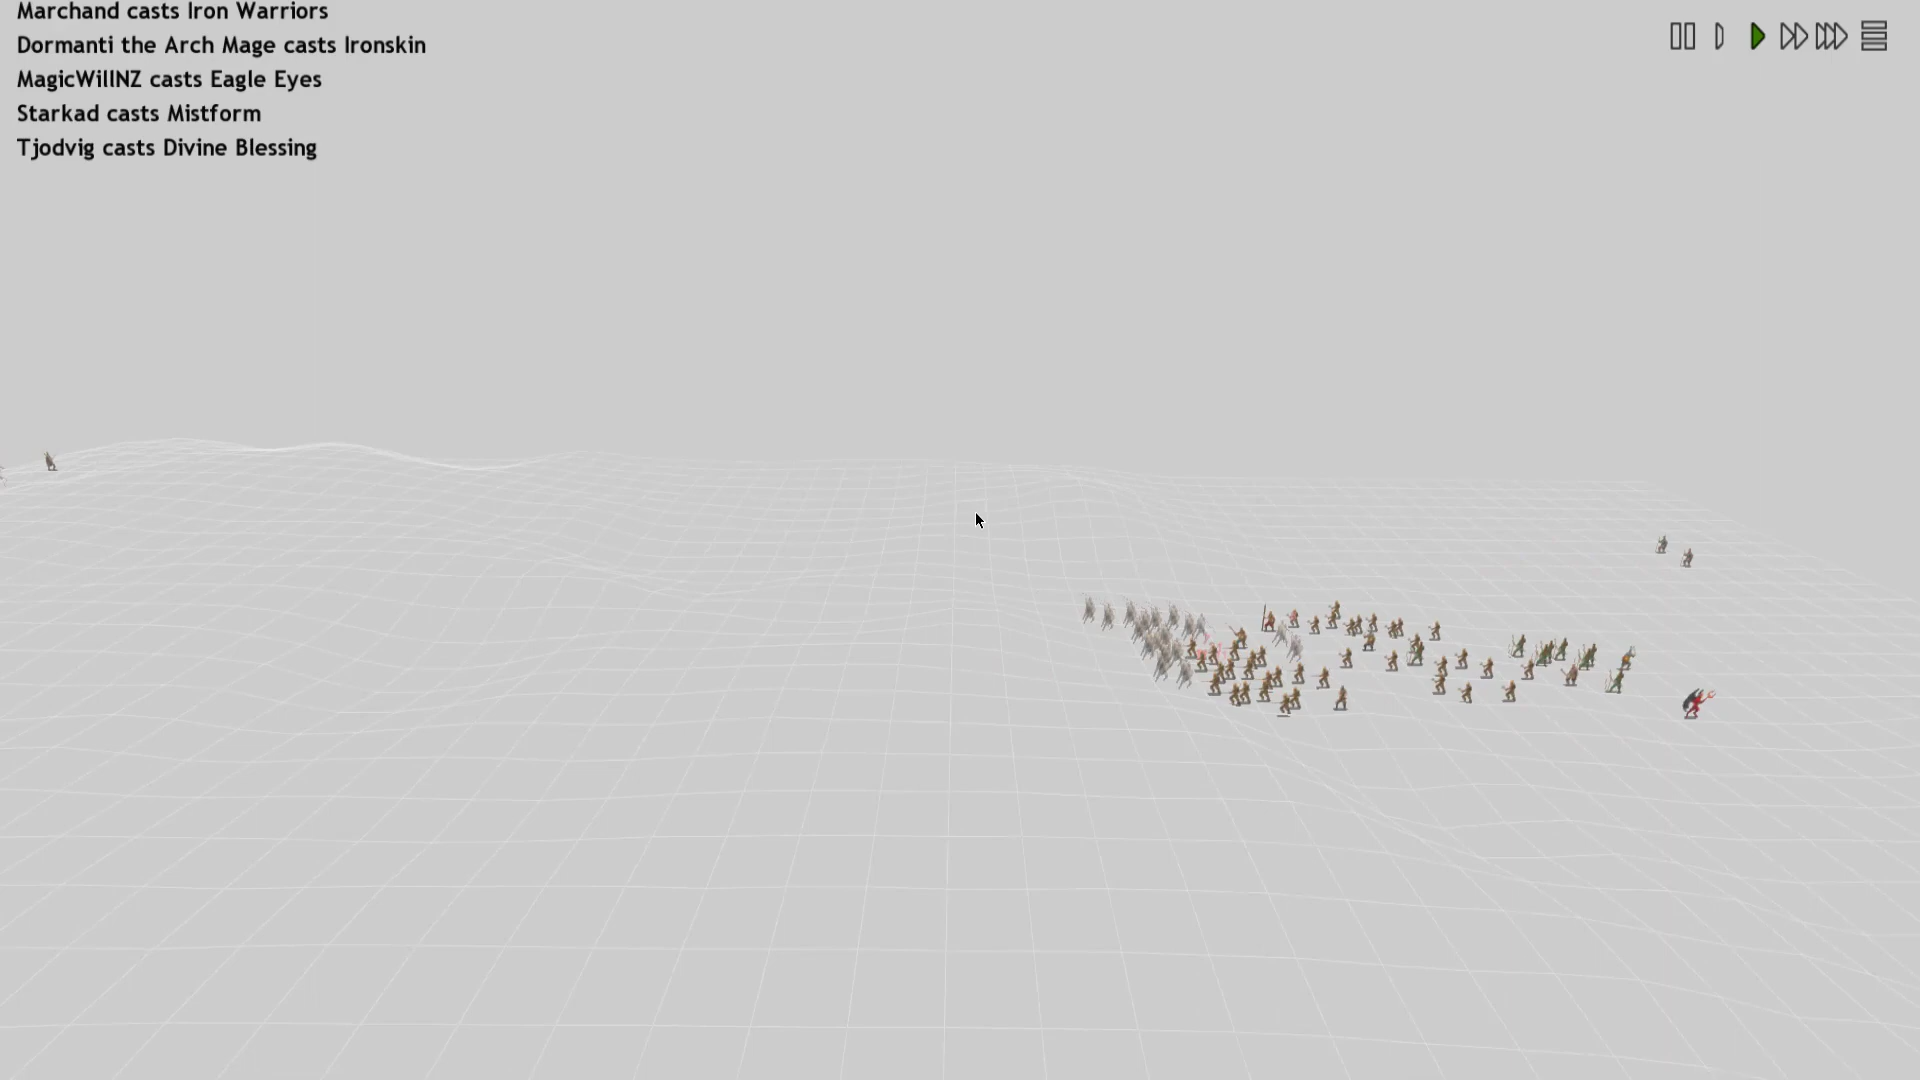 Marchand casts Iron Warriors
Dormanti the Arch Mage casts Ironskin
MagicWillNZ casts Eagle Eyes
Starkad casts Mistform
Tjodvig casts Divine Blessing